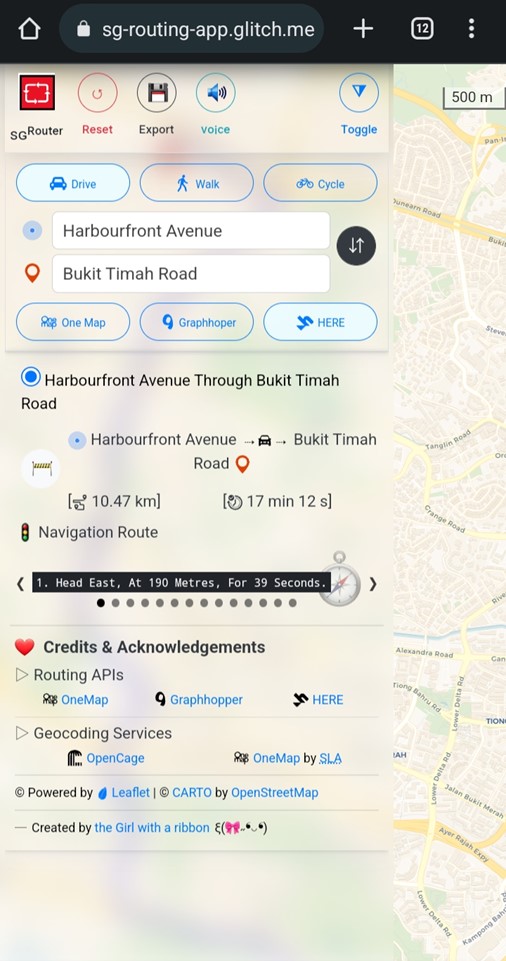 sg-routing-app.glitch.me
12
SGRouter
Reset
Export
voice
Toggle
500 m
Drive
Walk
Cycle
Harbourfront Avenue
Bukit Timah Road
One Map
Graphhoper
HERE
Harbourfront Avenue Through Bukit Timah
Road
Harbourfront Avenue → → Bukit Timah
Road
[ 10.47 km]
[ 17 min 12 s]
Navigation Route
❮ 1. Head East, At 190 Metres, For 39 Seconds. ❯
Credits & Acknowledgements
▷ Routing APIs
OneMap
Graphhopper
HERE
▷ Geocoding Services
OpenCage
OneMap by SLA
© Powered by Leaflet | © CARTO by OpenStreetMap
— Created by the Girl with a ribbon
Pan-I
Dunearn Road
Buki
Steve
Tanglin Road
Or
Grange Road
Rive
Alexandra Road
Gan
Tiong Bahru Rd
Lower Delta Rd
TION
IAH
Lower Delta Rd
Jalan Bukit Merah
Ayer Rajah Expy
Lower Delta Rd
Kampong Bah